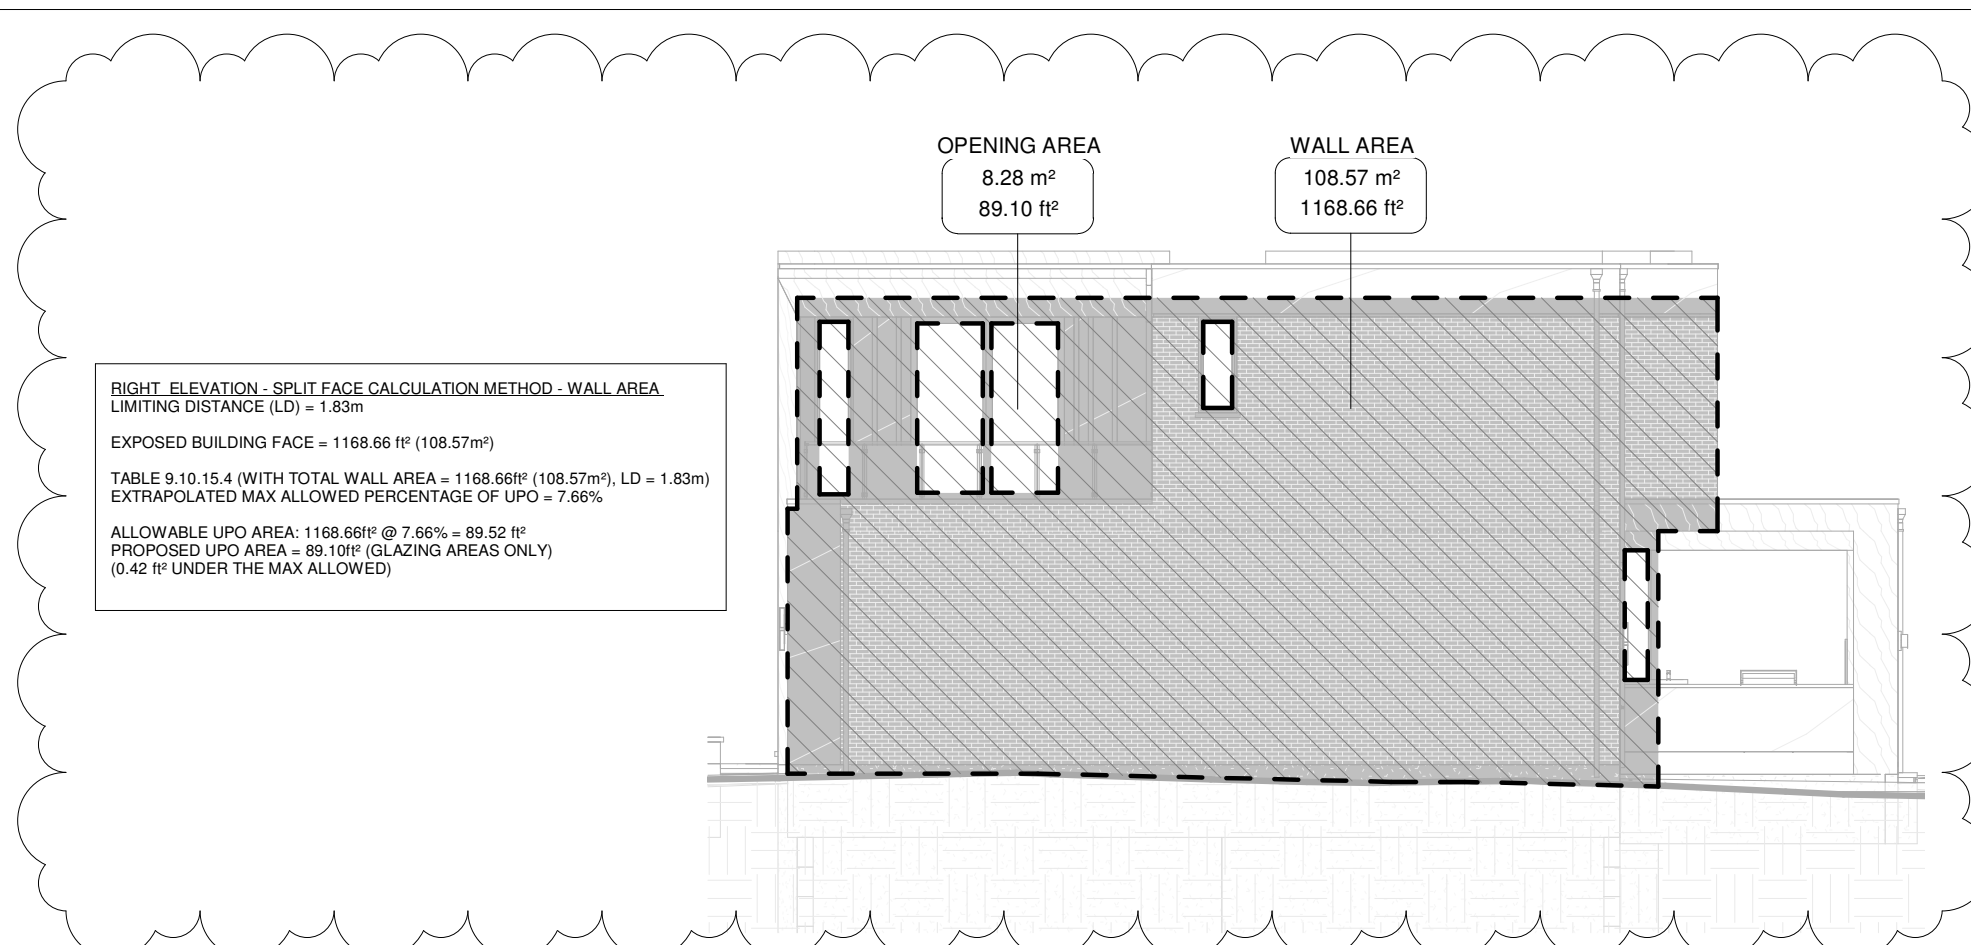 OPENING AREA
8.28 m²
89.10 ft²
WALL AREA
108.57 m²
1168.66 ft²
RIGHT ELEVATION - SPLIT FACE CALCULATION METHOD - WALL AREA
LIMITING DISTANCE (LD) = 1.83m
EXPOSED BUILDING FACE = 1168.66 ft² (108.57m²)
TABLE 9.10.15.4 (WITH TOTAL WALL AREA = 1168.66ft² (108.57m²), LD = 1.83m)
EXTRAPOLATED MAX ALLOWED PERCENTAGE OF UPO = 7.66%
ALLOWABLE UPO AREA: 1168.66ft² @ 7.66% = 89.52 ft²
PROPOSED UPO AREA = 89.10ft² (GLAZING AREAS ONLY)
(0.42 ft² UNDER THE MAX ALLOWED)